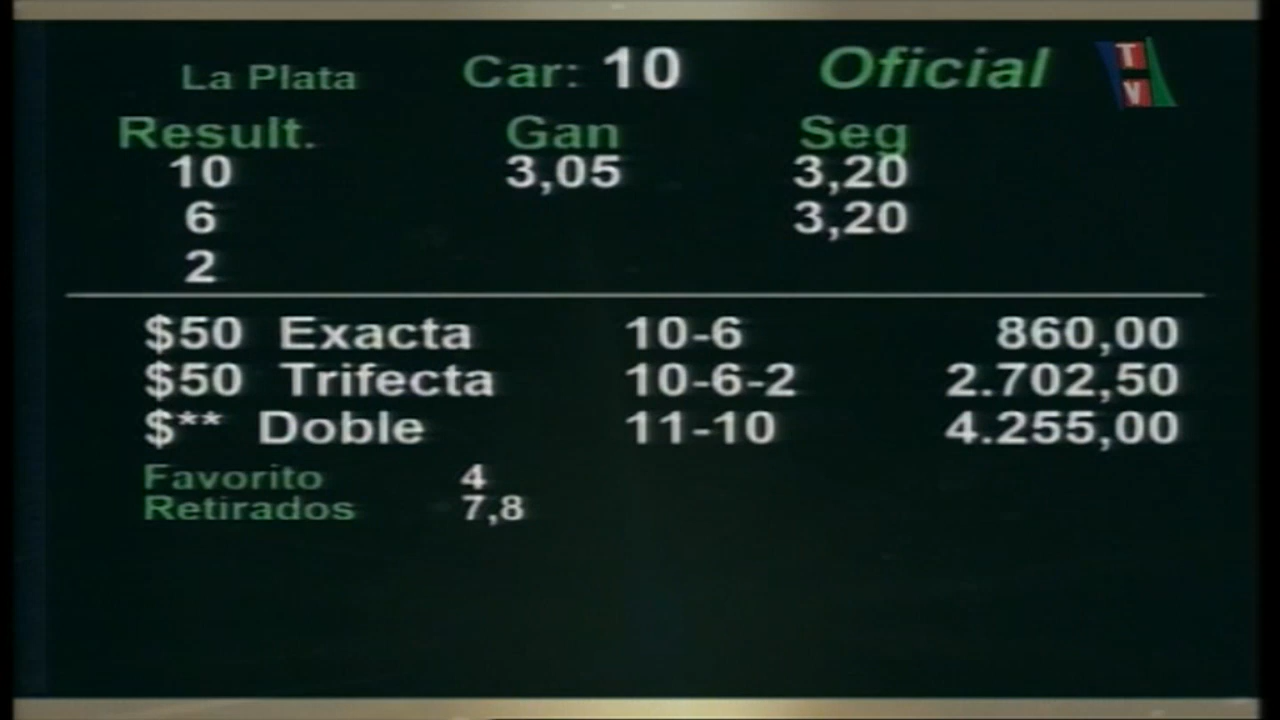 La Plata Car: 10 Oficial TV
Result. Gan Seg
10 3,05 3,20
6 3,20
2
$50 Exacta 10-6 860,00
$50 Trifecta 10-6-2 2.702,50
$** Doble 11-10 4.255,00
Favorito 4
Retirados 7,8